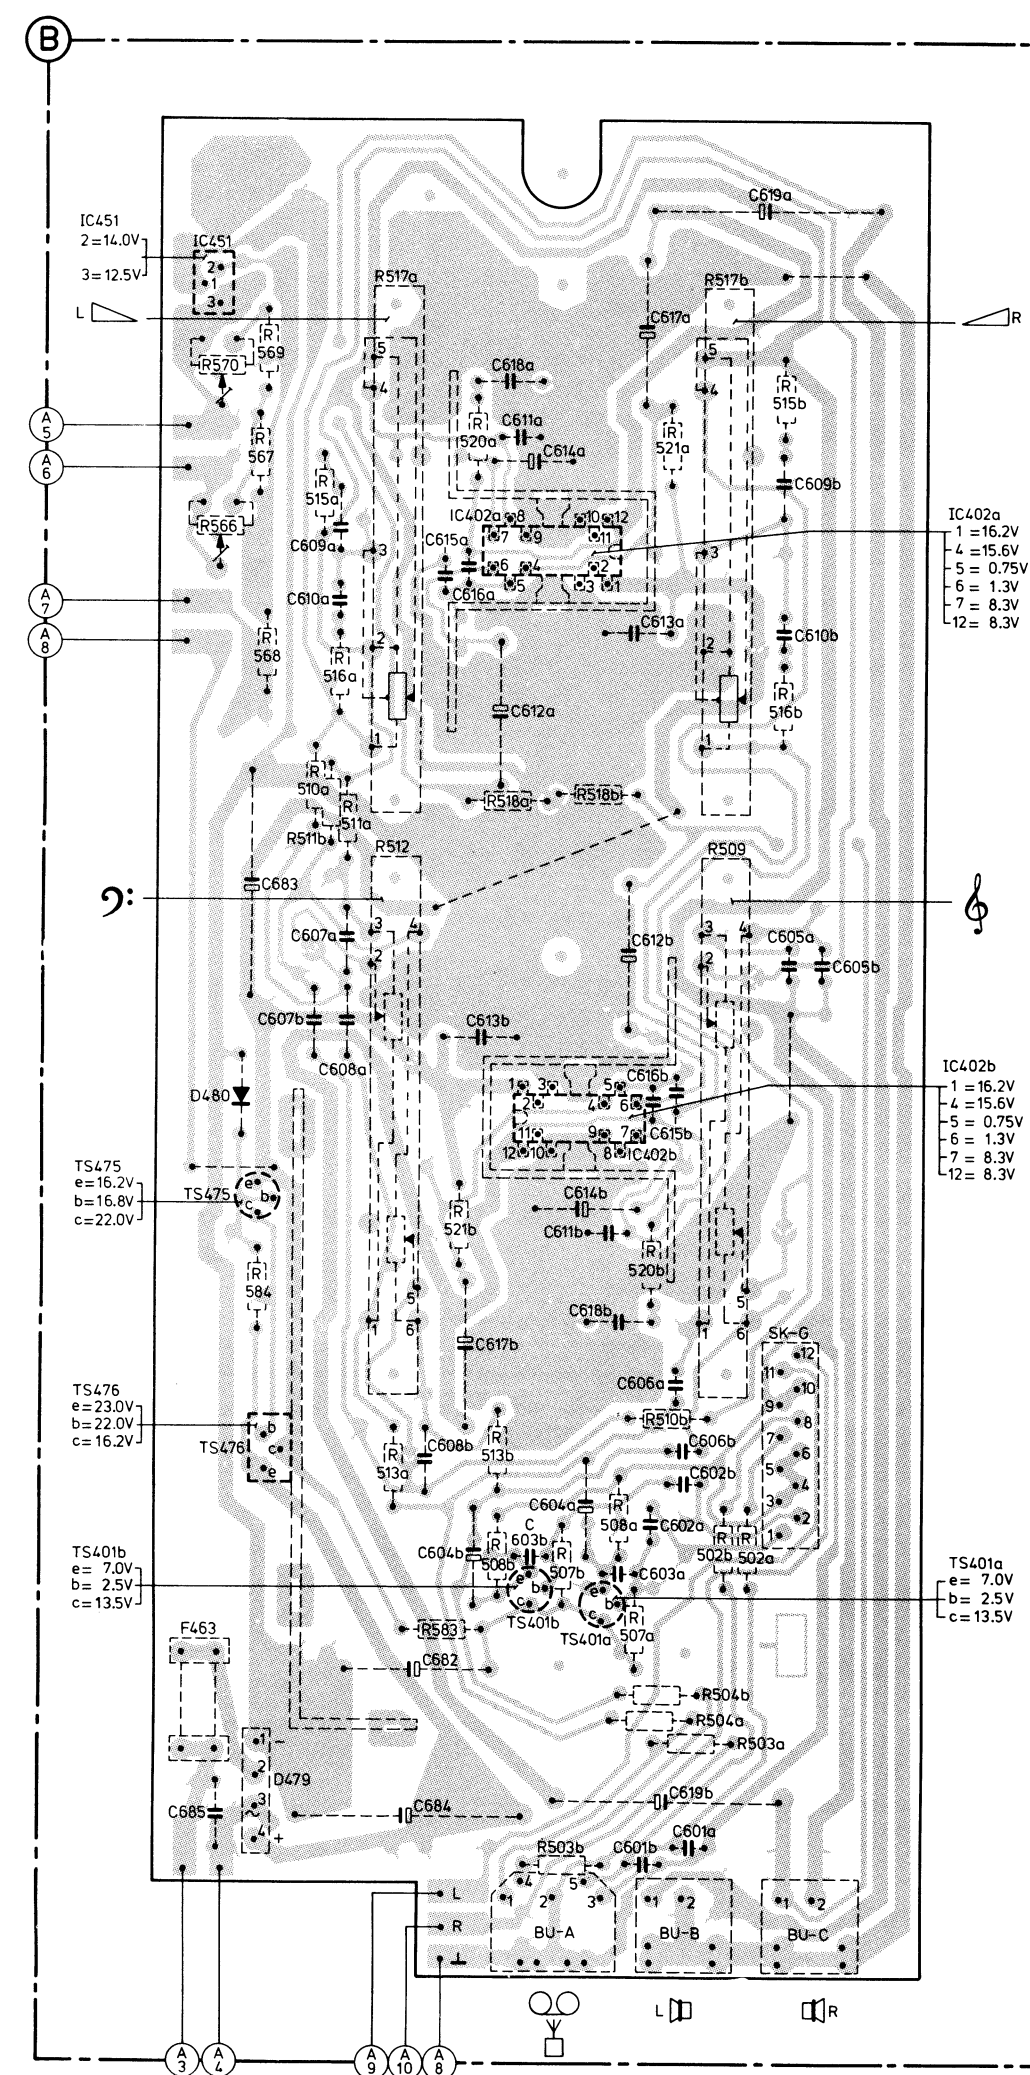 B
C619a
IC451
2=14.0V
3=12.5V
IC451
2
1
3
R517a
R517b
L
R
C617a
R
569
R570
5
5
C618a
4
4
R
515b
A
5
R
520a
C611a
R
521a
R
567
C614a
A
6
R
515a
C609b
R566
IC402a
8
10
12
IC402a
1 =16.2V
4 =15.6V
5 = 0.75V
6 = 1.3V
7 = 8.3V
12= 8.3V
7
9
11
C609a
3
C615a
3
6
4
2
5
3
1
C616a
A
7
C610a
C613a
C610b
A
8
R
568
2
2
R
516a
R
516b
C612a
1
1
R
510a
R518a
R518b
R
511a
R511b
R512
R509
C683
C607a
3
4
3
4
C612b
C605a
2
2
C605b
C607b
C613b
C608a
IC402b
1 =16.2V
4 =15.6V
5 = 0.75V
6 = 1.3V
7 = 8.3V
12= 8.3V
1
3
5
C616b
D480
2
4
6
11
9
7
C615b
12
10
8
IC402b
TS475
e=16.2V
b=16.8V
c=22.0V
TS475
e
b
c
C614b
R
521b
C611b
R
520b
R
584
5
5
C618b
1
6
1
6
SK-G
C617b
12
11
10
9
8
7
6
5
4
3
2
1
C606a
TS476
e=23.0V
b=22.0V
c=16.2V
R510b
TS476
b
c
e
C608b
R
513a
R
513b
C606b
C602b
C604a
R
508a
C602a
R
502b
R
502a
C604b
R
508b
C
603b
R
507b
C603a
TS401b
e= 7.0V
b= 2.5V
c=13.5V
TS401a
e= 7.0V
b= 2.5V
c=13.5V
e
b
c
e
b
c
TS401b
TS401a
R
507a
R583
F463
C682
R504b
R504a
R503a
1 −
2
D479
3
~
4 +
C685
C684
C619b
C601a
R503b
C601b
L
4
5
1
2
3
1
2
1
2
R
BU-A
BU-B
BU-C
L
R
A
3
A
4
A
9
A
10
A
8